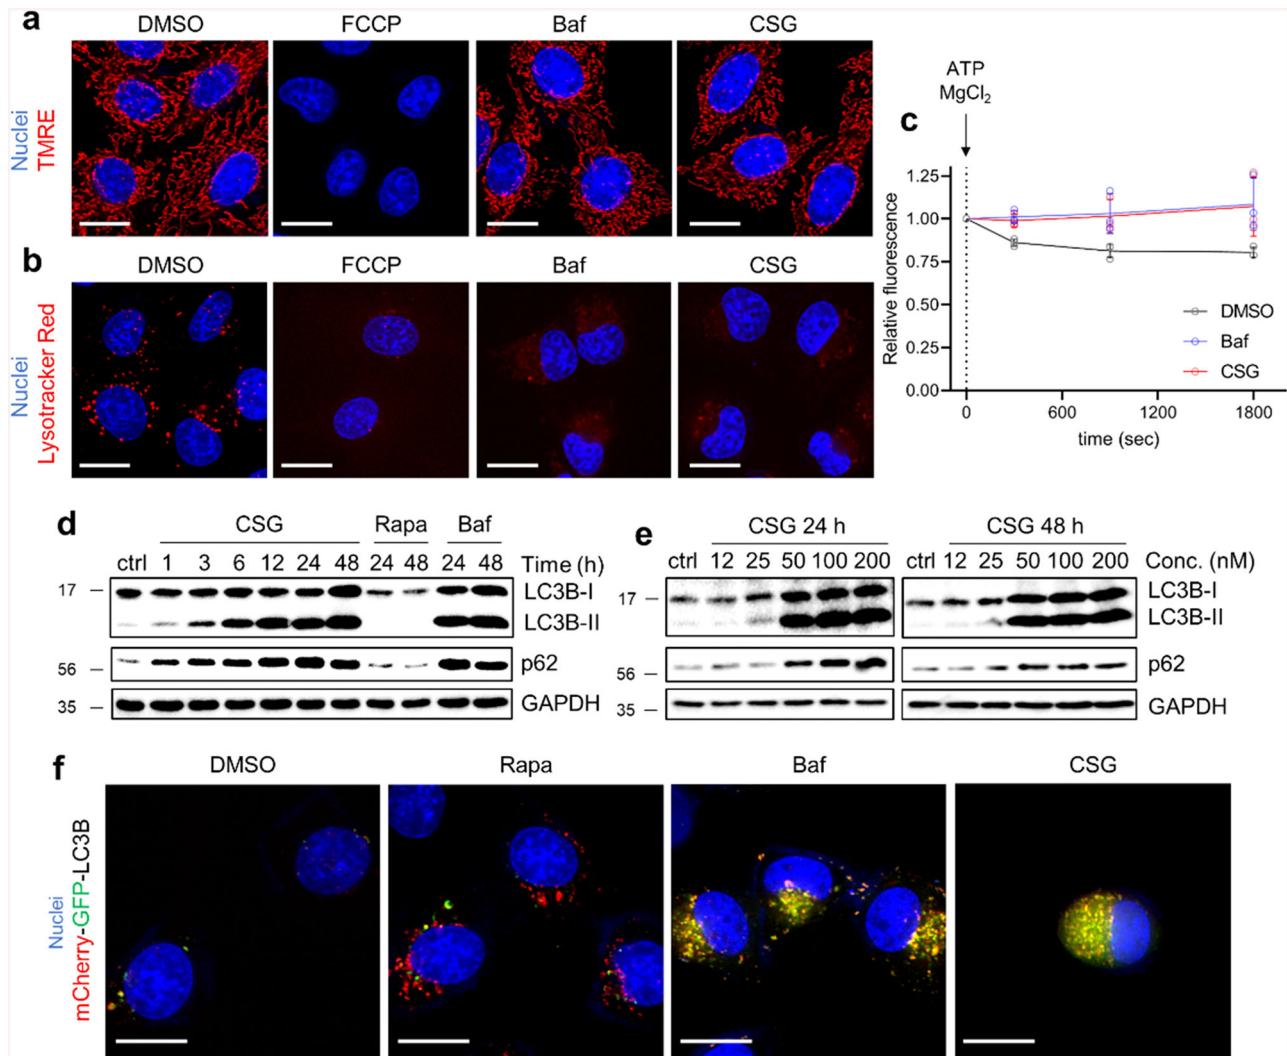 a
DMSO FCCP Baf CSG
Nuclei
TMRE
b
DMSO FCCP Baf CSG
Nuclei
Lysotracker Red
c
ATP
MgCl2
1.25
1.00
0.75
0.50
0.25
0.00
Relative fluorescence
DMSO
Baf
CSG
0 600 1200 1800
time (sec)
d
CSG Rapa Baf
ctrl 1 3 6 12 24 48 24 48 24 48 Time (h)
17 LC3B-I
LC3B-II
56 p62
35 GAPDH
e
CSG 24 h CSG 48 h
ctrl 12 25 50 100 200 ctrl 12 25 50 100 200 Conc. (nM)
17 LC3B-I
LC3B-II
56 p62
35 GAPDH
f
DMSO Rapa Baf CSG
Nuclei
mCherry-GFP-LC3B